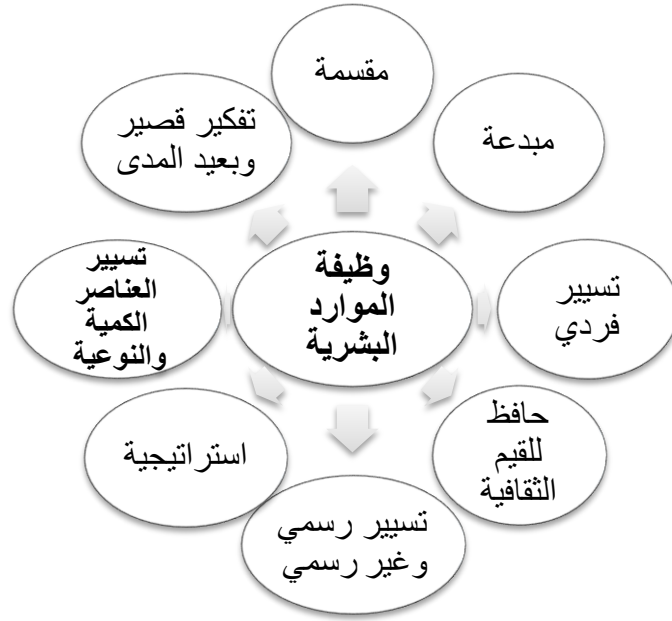 مقسمة
مبدعة
تسيير
فردي
حافظ
للقيم
الثقافية
تسيير رسمي
وغير رسمي
استراتيجية
تسيير
العناصر
الكمية
والنوعية
تفكير قصير
وبعيد المدى
وظيفة
الموارد
البشرية